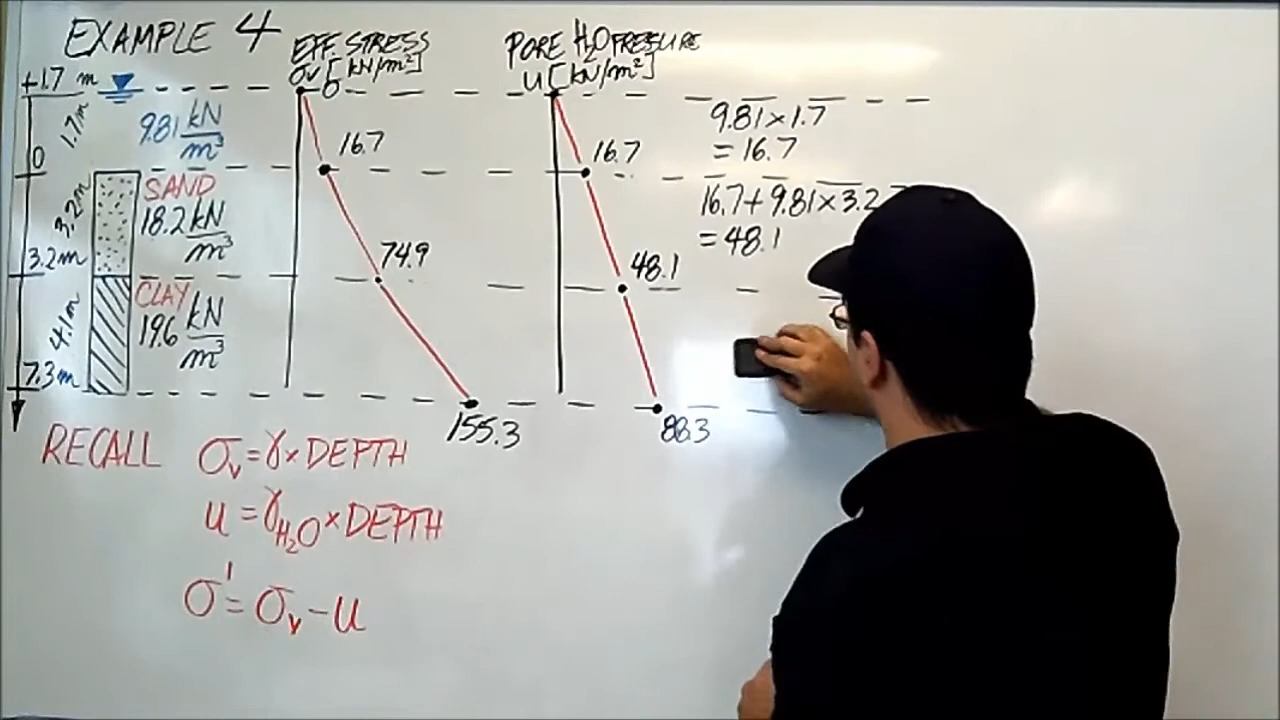 EXAMPLE 4
+1.7 m
1.7m
9.81 kN/m³
0
3.2m
SAND
18.2 kN/m³
3.2m
4.1m
CLAY
19.6 kN/m³
7.3m
EFF. STRESS
σv [kN/m²]
0
16.7
74.9
155.3
PORE H₂O PRESSURE
u [kN/m²]
16.7
48.1
88.3
9.81×1.7
= 16.7
16.7+9.81×3.2
= 48.1
RECALL σv = γ × DEPTH
u = γH₂O × DEPTH
σ' = σv - u